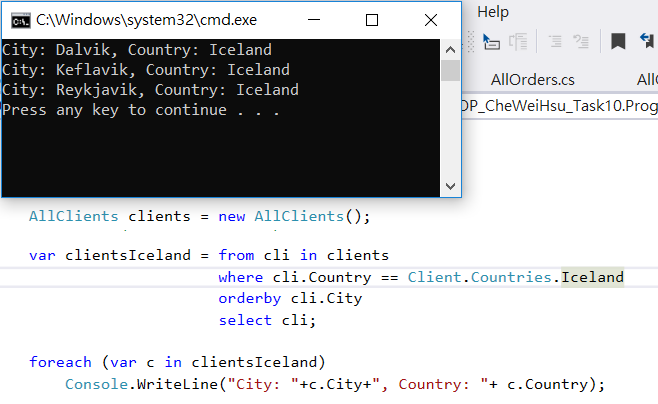 C:\Windows\system32\cmd.exe
City: Dalvik, Country: Iceland
City: Keflavik, Country: Iceland
City: Reykjavik, Country: Iceland
Press any key to continue . . .
Help
AllOrders.cs
DP_CheWeiHsu_Task10.Prog
AllClients clients = new AllClients();
var clientsIceland = from cli in clients
where cli.Country == Client.Countries.Iceland
orderby cli.City
select cli;
foreach (var c in clientsIceland)
Console.WriteLine("City: "+c.City+", Country: "+ c.Country);